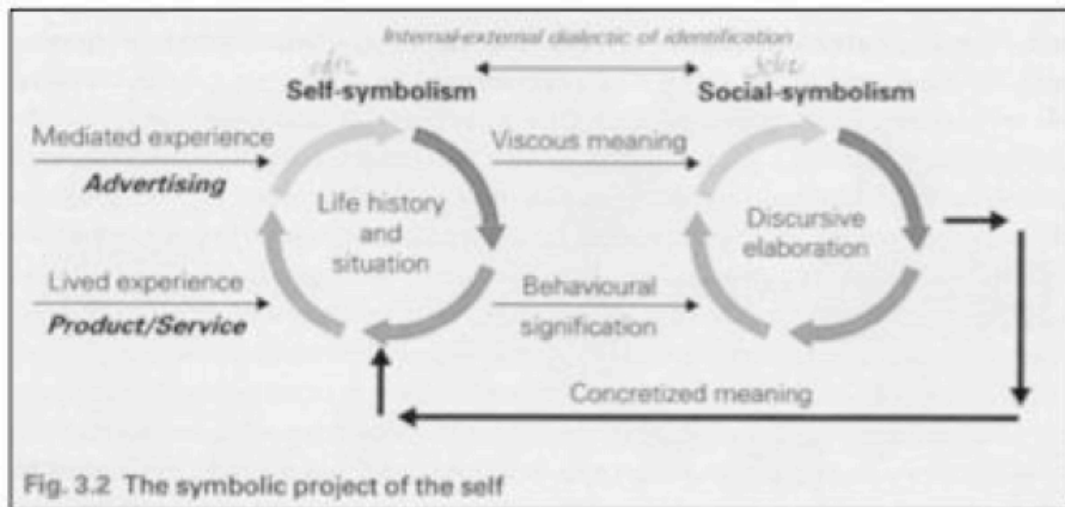 Internal-external dialectic of identification
Self-symbolism
Social-symbolism
Mediated experience
Advertising
Viscous meaning
Life history
and
situation
Discursive
elaboration
Lived experience
Product/Service
Behavioural
signification
Concretized meaning
Fig. 3.2 The symbolic project of the self